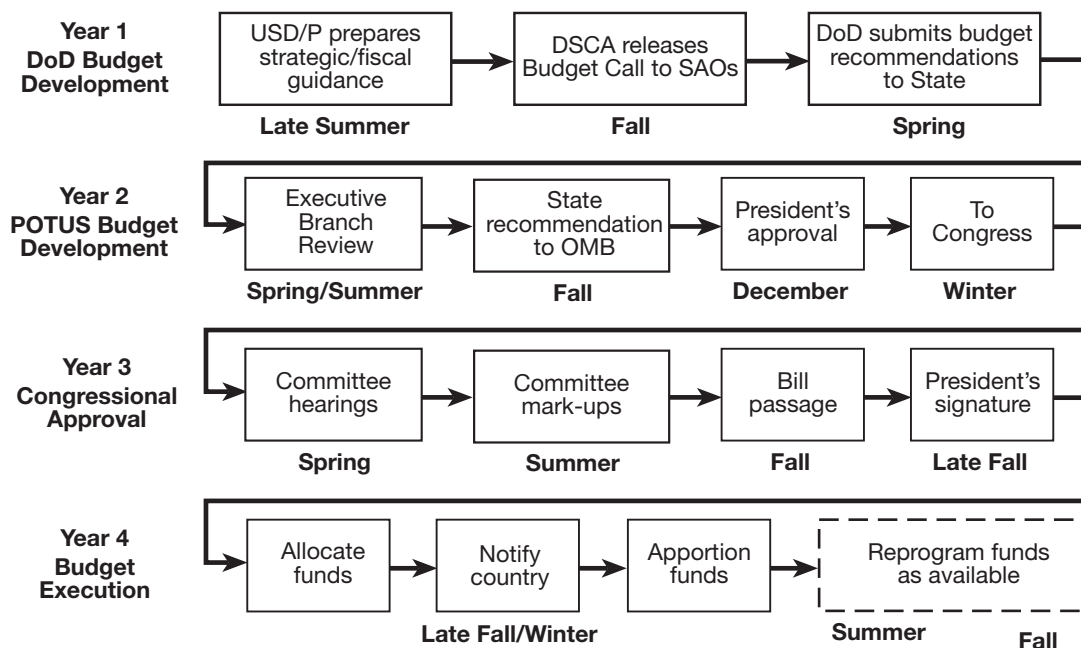 Year 1
DoD Budget
Development
USD/P prepares
strategic/fiscal
guidance
Late Summer
DSCA releases
Budget Call to SAOs
Fall
DoD submits budget
recommendations
to State
Spring
Year 2
POTUS Budget
Development
Executive
Branch
Review
Spring/Summer
State
recommendation
to OMB
Fall
President’s
approval
December
To
Congress
Winter
Year 3
Congressional
Approval
Committee
hearings
Spring
Committee
mark-ups
Summer
Bill
passage
Fall
President’s
signature
Late Fall
Year 4
Budget
Execution
Allocate
funds
Notify
country
Apportion
funds
Late Fall/Winter
Reprogram funds
as available
Summer
Fall